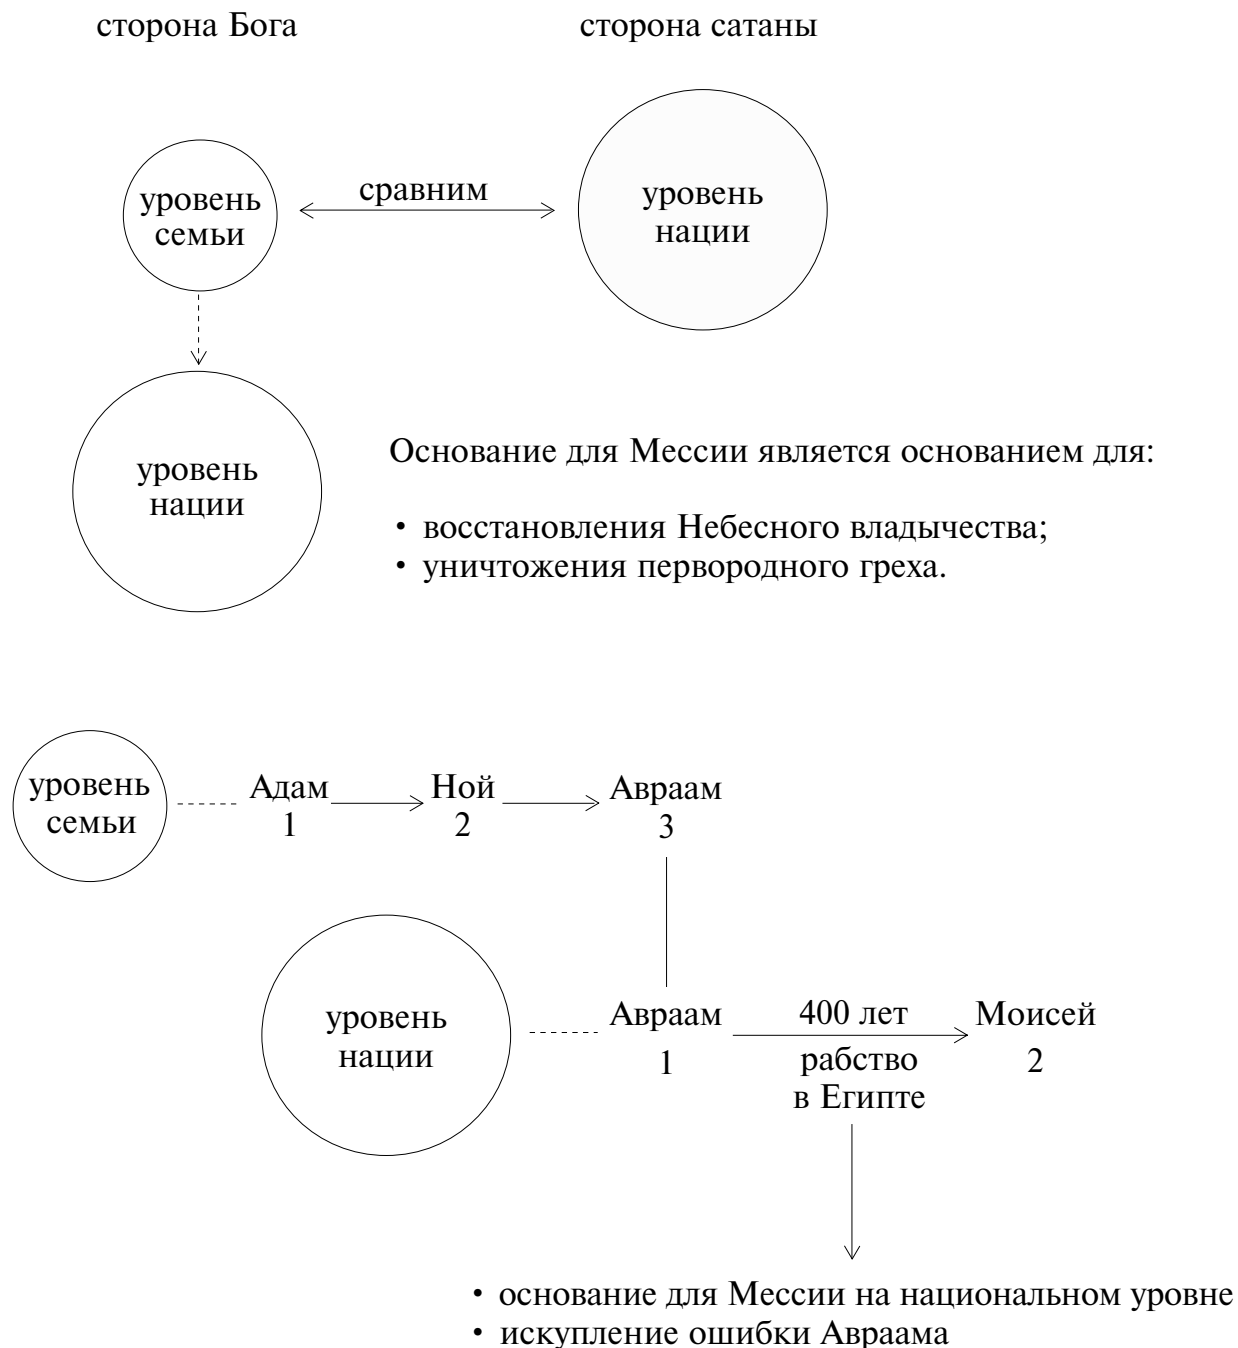 сторона Бога
сторона сатаны
уровень
семьи
сравним
уровень
нации
уровень
нации
Основание для Мессии является основанием для:
• восстановления Небесного владычества;
• уничтожения первородного греха.
уровень
семьи
Адам
1
Ной
2
Авраам
3
уровень
нации
Авраам
1
400 лет
рабство
в Египте
Моисей
2
• основание для Мессии на национальном уровне
• искупление ошибки Авраама